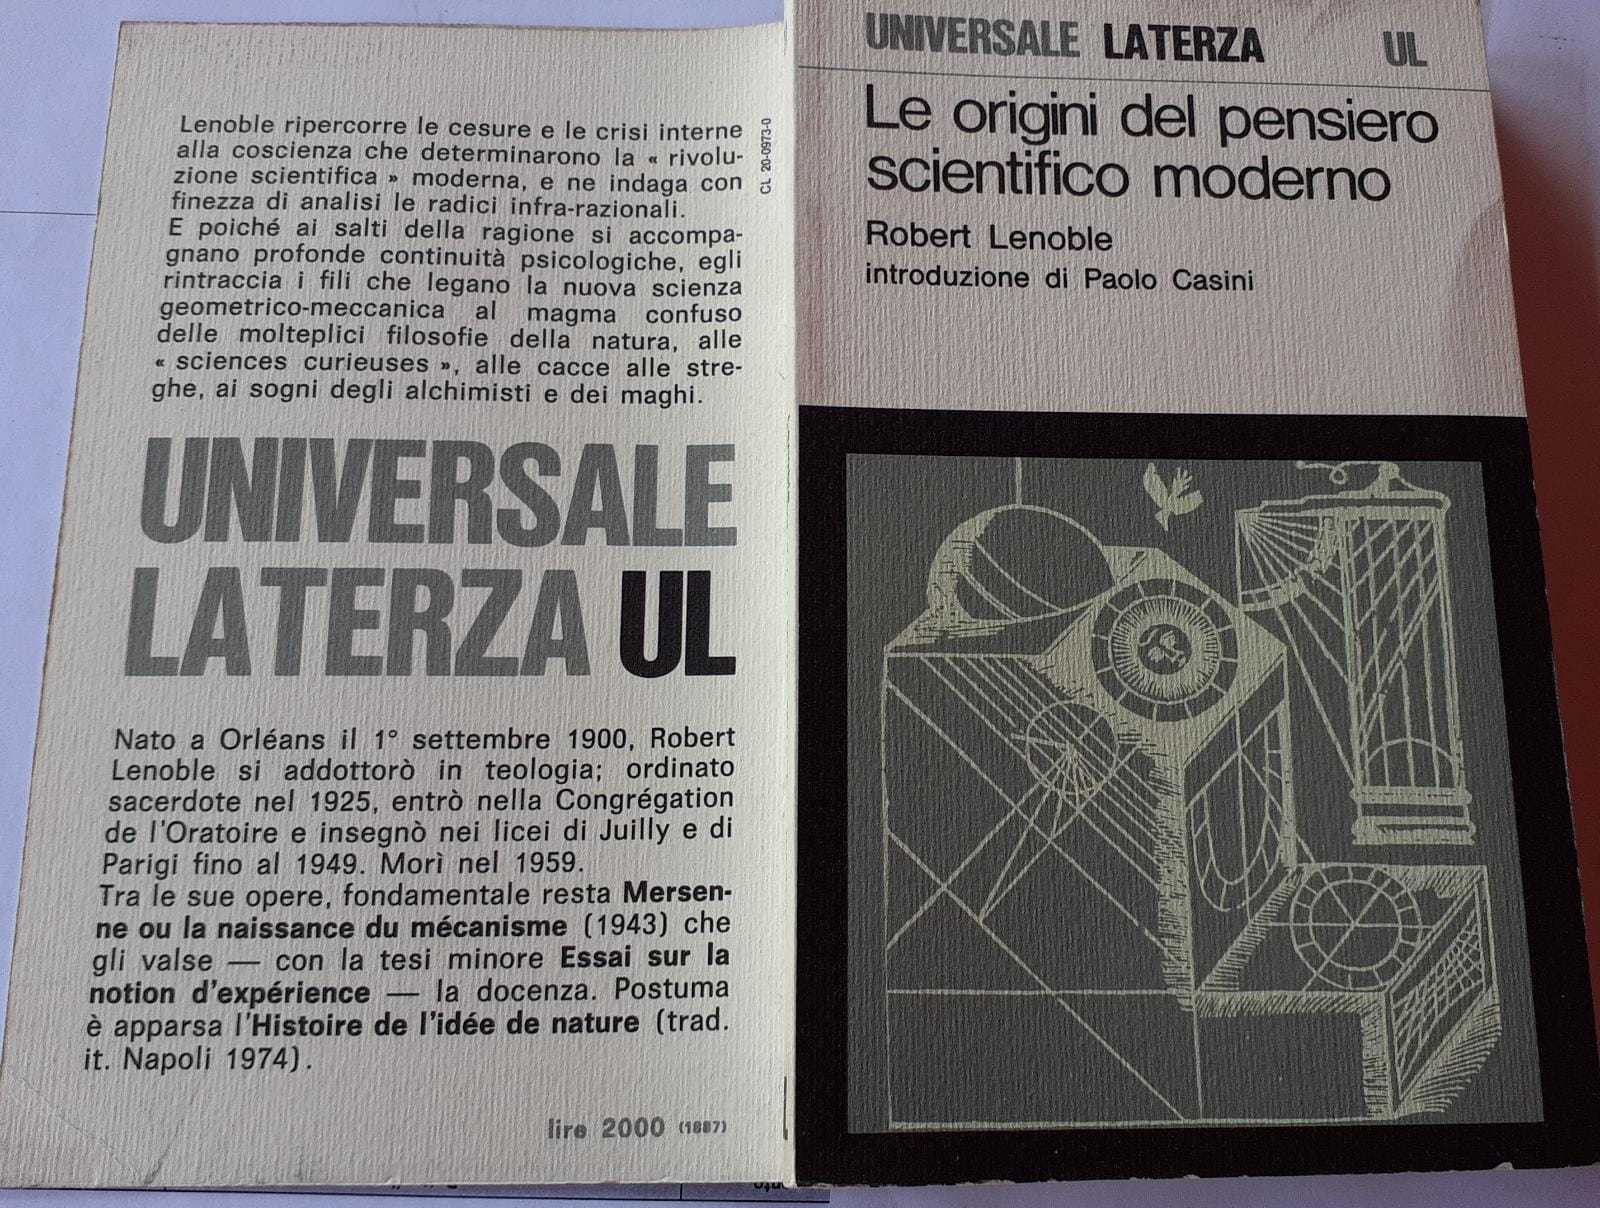 Lenoble ripercorre le cesure e le crisi interne
alla coscienza che determinarono la « rivolu-
zione scientifica » moderna, e ne indaga con
finezza di analisi le radici infra-razionali.
E poiché ai salti della ragione si accompa-
gnano profonde continuità psicologiche, egli
rintraccia i fili che legano la nuova scienza
geometrico-meccanica al magma confuso
delle molteplici filosofie della natura, alle
« sciences curieuses », alle cacce alle stre-
ghe, ai sogni degli alchimisti e dei maghi.
CL 20-0973-0
UNIVERSALE
LATERZA UL
Nato a Orléans il 1° settembre 1900, Robert
Lenoble si addottorò in teologia; ordinato
sacerdote nel 1925, entrò nella Congrégation
de l'Oratoire e insegnò nei licei di Juilly e di
Parigi fino al 1949. Morì nel 1959.
Tra le sue opere, fondamentale resta Mersen-
ne ou la naissance du mécanisme (1943) che
gli valse — con la tesi minore Essai sur la
notion d'expérience — la docenza. Postuma
è apparsa l'Histoire de l'idée de nature (trad.
it. Napoli 1974).
lire 2000 (1887)
UNIVERSALE LATERZA UL
Le origini del pensiero
scientifico moderno
Robert Lenoble
introduzione di Paolo Casini